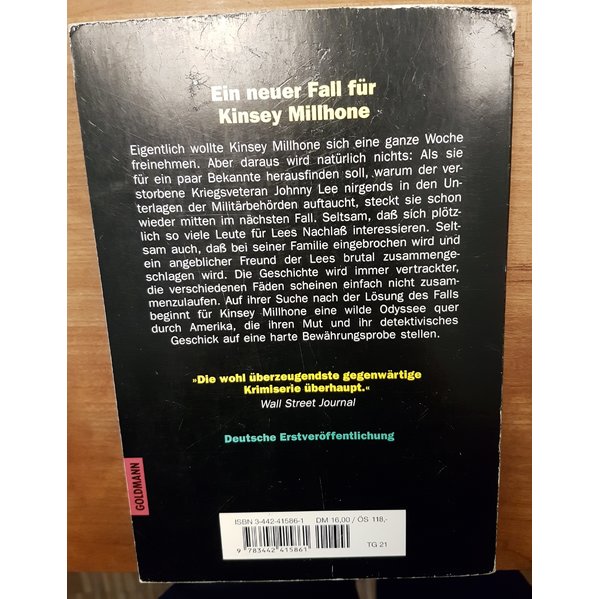 Ein neuer Fall für
Kinsey Millhone
Eigentlich wollte Kinsey Millhone sich eine ganze Woche
freinehmen. Aber daraus wird natürlich nichts: Als sie
für ein paar Bekannte herausfinden soll, warum der ver-
storbene Kriegsveteran Johnny Lee nirgends in den Un-
terlagen der Militärbehörden auftaucht, steckt sie schon
wieder mitten im nächsten Fall. Seltsam, daß sich plötz-
lich so viele Leute für Lees Nachlaß interessieren. Selt-
sam auch, daß bei seiner Familie eingebrochen wird und
ein angeblicher Freund der Lees brutal zusammenge-
schlagen wird. Die Geschichte wird immer vertrackter,
die verschiedenen Fäden scheinen einfach nicht zusam-
menzulaufen. Auf ihrer Suche nach der Lösung des Falls
beginnt für Kinsey Millhone eine wilde Odyssee quer
durch Amerika, die ihren Mut und ihr detektivisches
Geschick auf eine harte Bewährungsprobe stellen.
»Die wohl überzeugendste gegenwärtige
Krimiserie überhaupt.«
Wall Street Journal
Deutsche Erstveröffentlichung
GOLDMANN
ISBN 3-442-41586-1 DM 16,00 / ÖS 118,-
9 783442 415861
TG 21